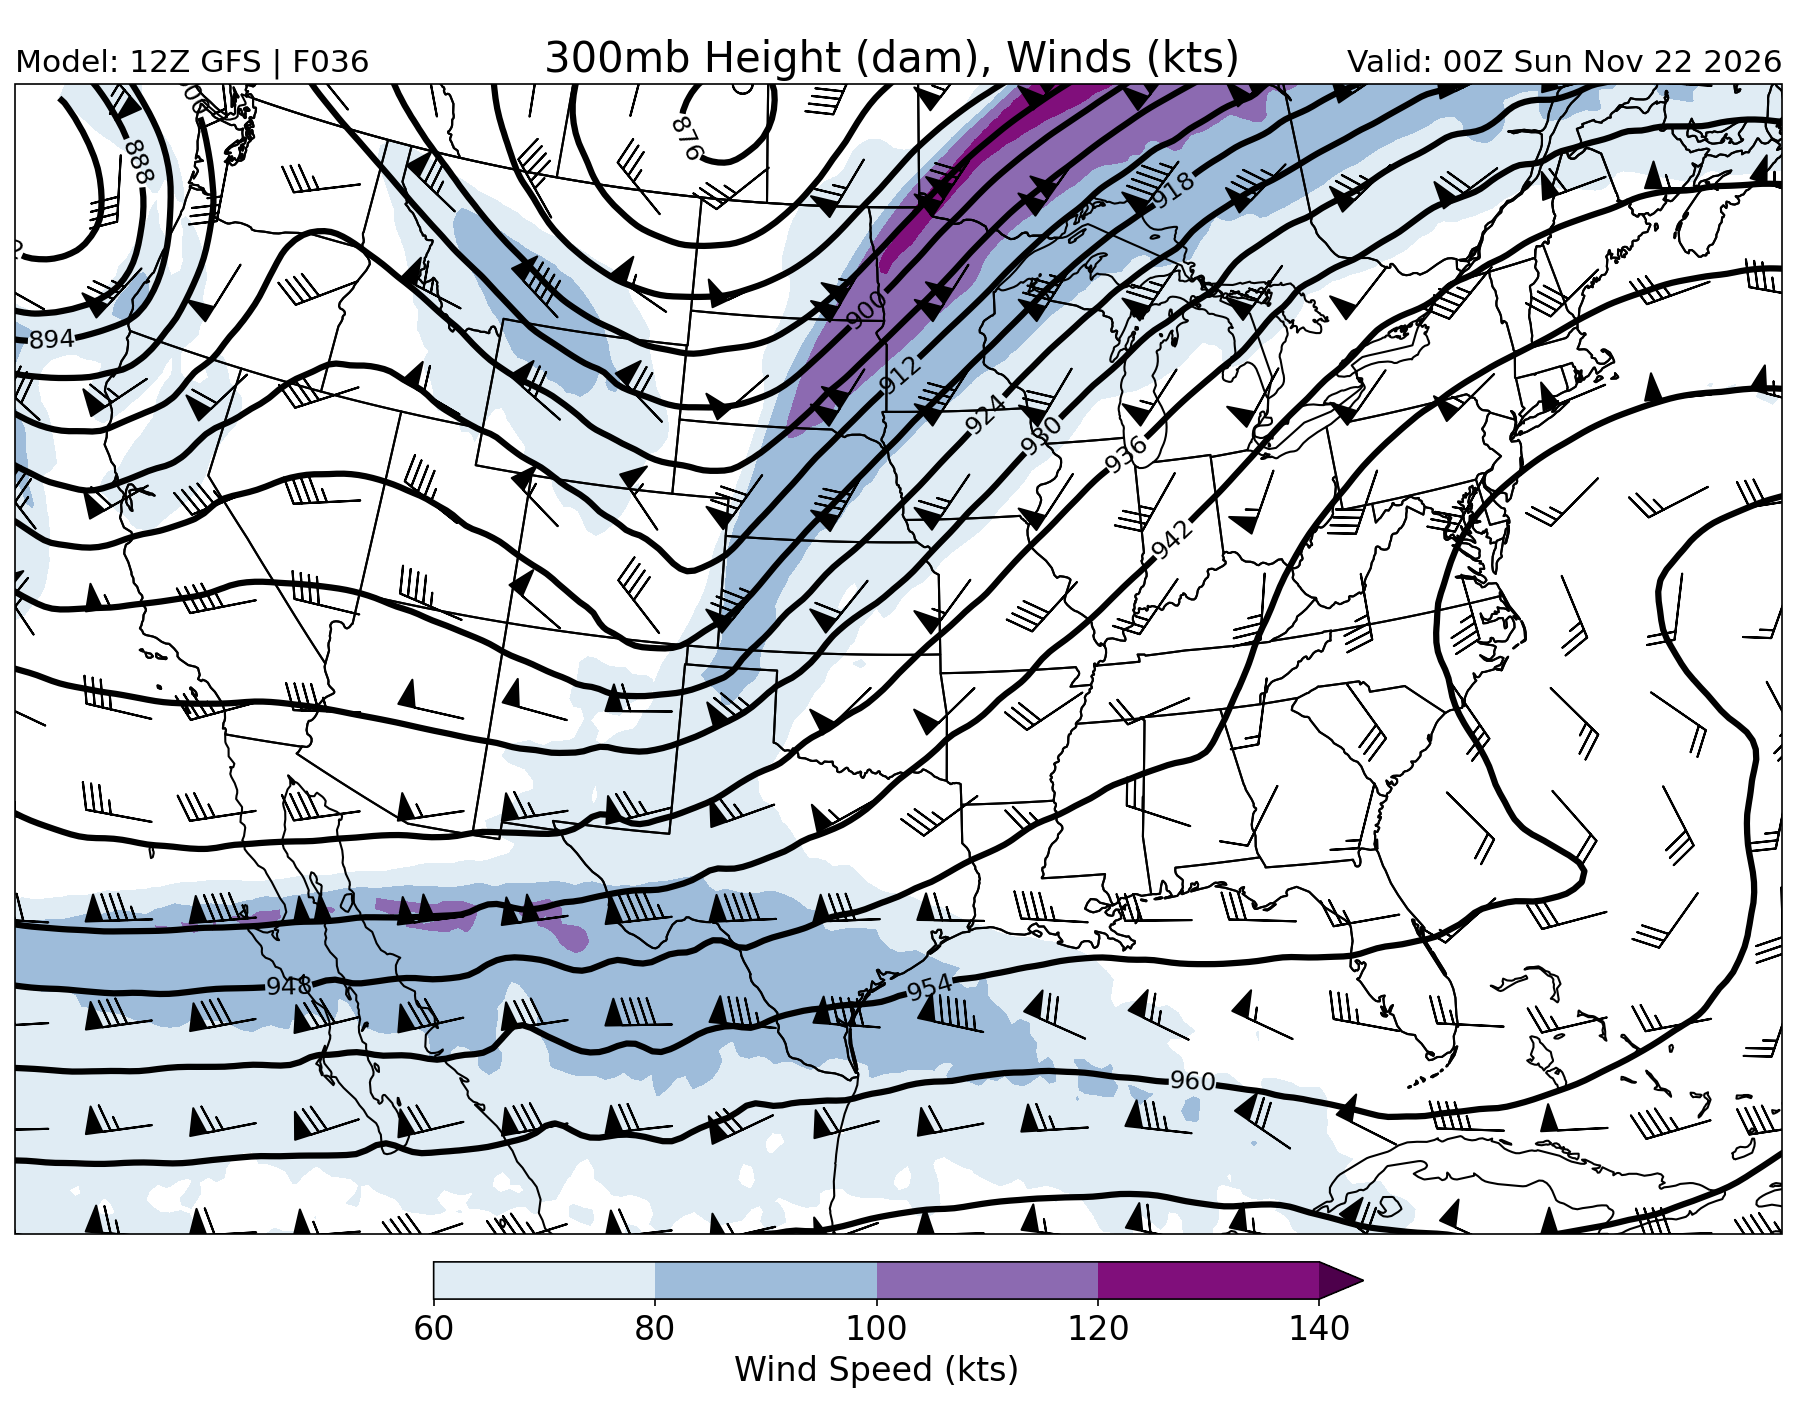 Model: 12Z GFS | F036
300mb Height (dam), Winds (kts)
Valid: 00Z Sun Nov 22 2026
876
888
918
894
900
912
924
930
936
942
948
954
960
60 80 100 120 140
Wind Speed (kts)